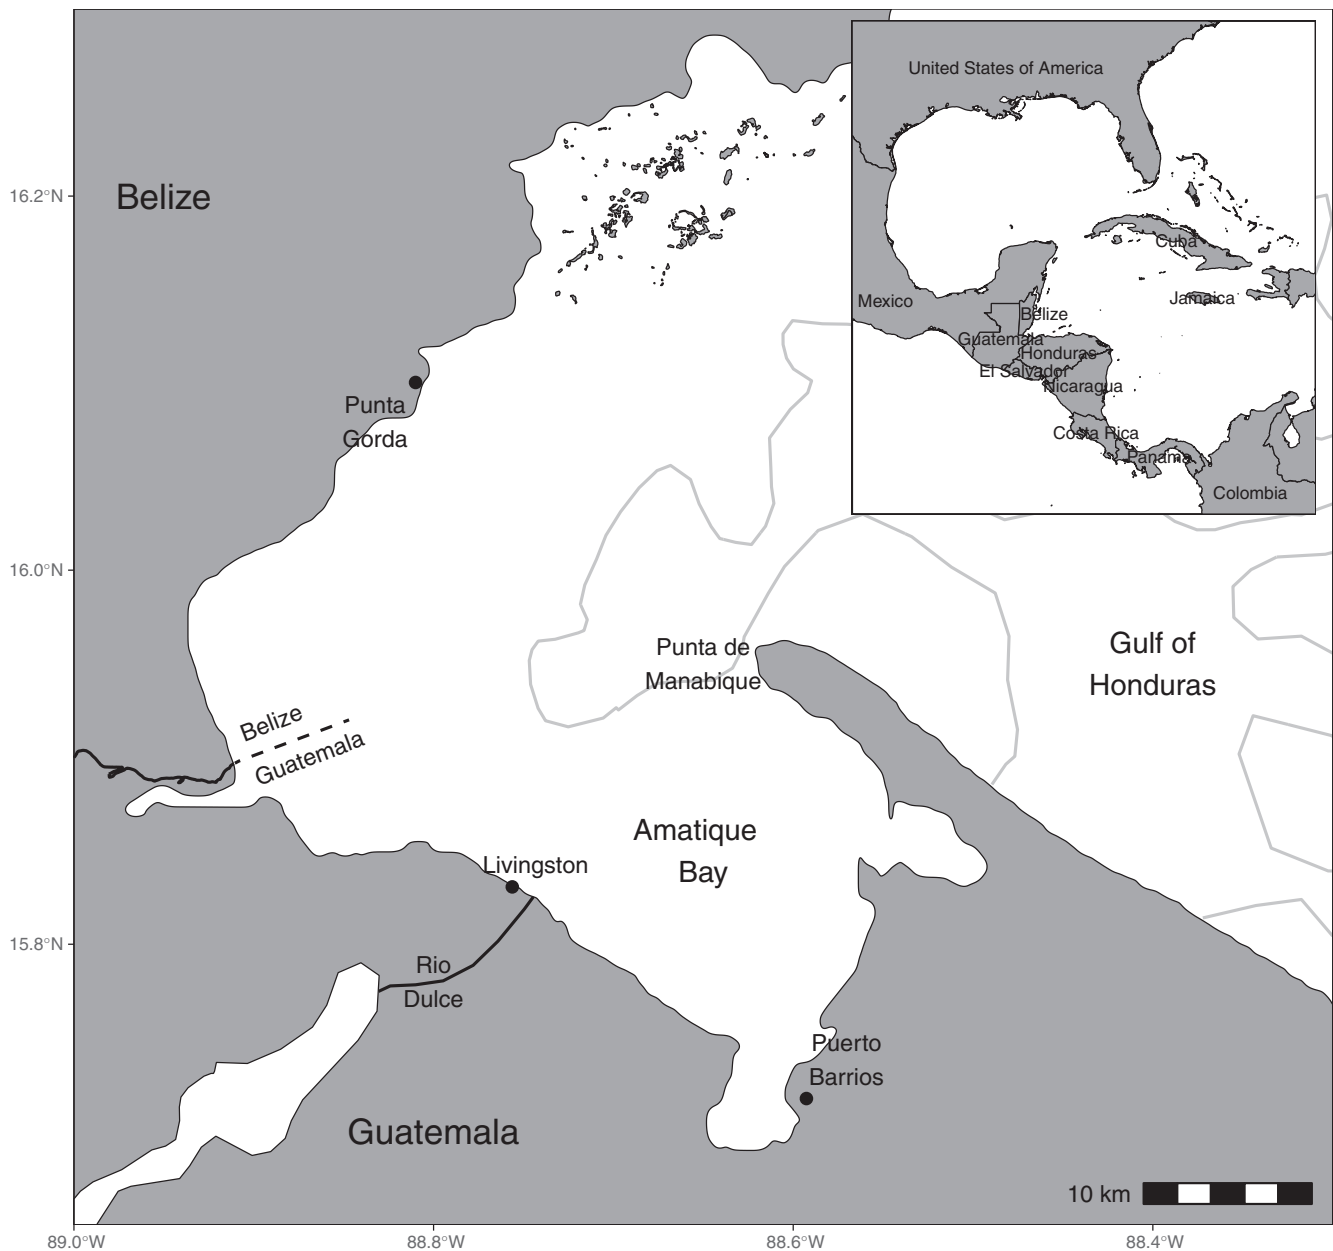 United States of America
Cuba
Mexico
Jamaica
Belize
Guatemala
Honduras
El Salvador
Nicaragua
Costa Rica
Panama
Colombia
Belize
16.2°N
Punta
Gorda
16.0°N
Punta de
Manabique
Gulf of
Honduras
Belize
Guatemala
Amatique
Bay
Livingston
15.8°N
Rio
Dulce
Puerto
Barrios
Guatemala
10 km
89.0°W
88.8°W
88.6°W
88.4°W